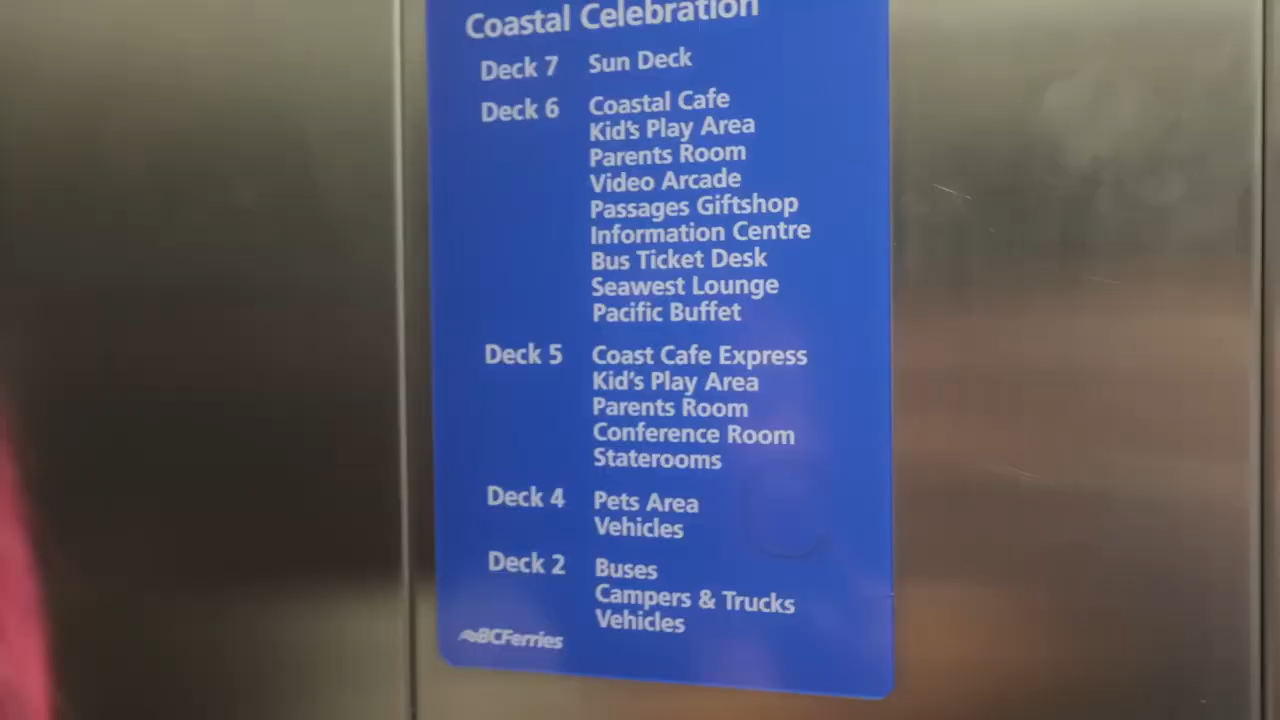 Coastal Celebration
Deck 7 Sun Deck
Deck 6 Coastal Cafe
Kid's Play Area
Parents Room
Video Arcade
Passages Giftshop
Information Centre
Bus Ticket Desk
Seawest Lounge
Pacific Buffet
Deck 5 Coast Cafe Express
Kid's Play Area
Parents Room
Conference Room
Staterooms
Deck 4 Pets Area
Vehicles
Deck 2 Buses
Campers & Trucks
Vehicles
BCFerries